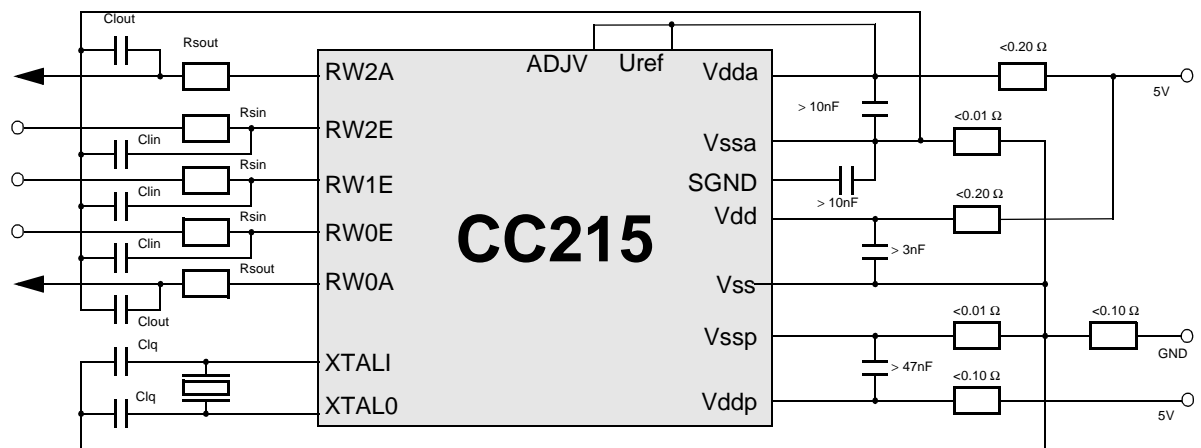 Clout
Rsout
RW2A
ADJV
Uref
Vdda
<0.20 Ω
5V
> 10nF
Rsin
RW2E
Clin
<0.01 Ω
Vssa
Rsin
RW1E
Clin
SGND
> 10nF
Vdd
<0.20 Ω
Rsin
RW0E
Clin
CC215
> 3nF
Rsout
RW0A
Vss
Clout
<0.01 Ω
<0.10 Ω
Vssp
GND
Clq
XTALI
> 47nF
<0.10 Ω
Clq
XTAL0
Vddp
5V